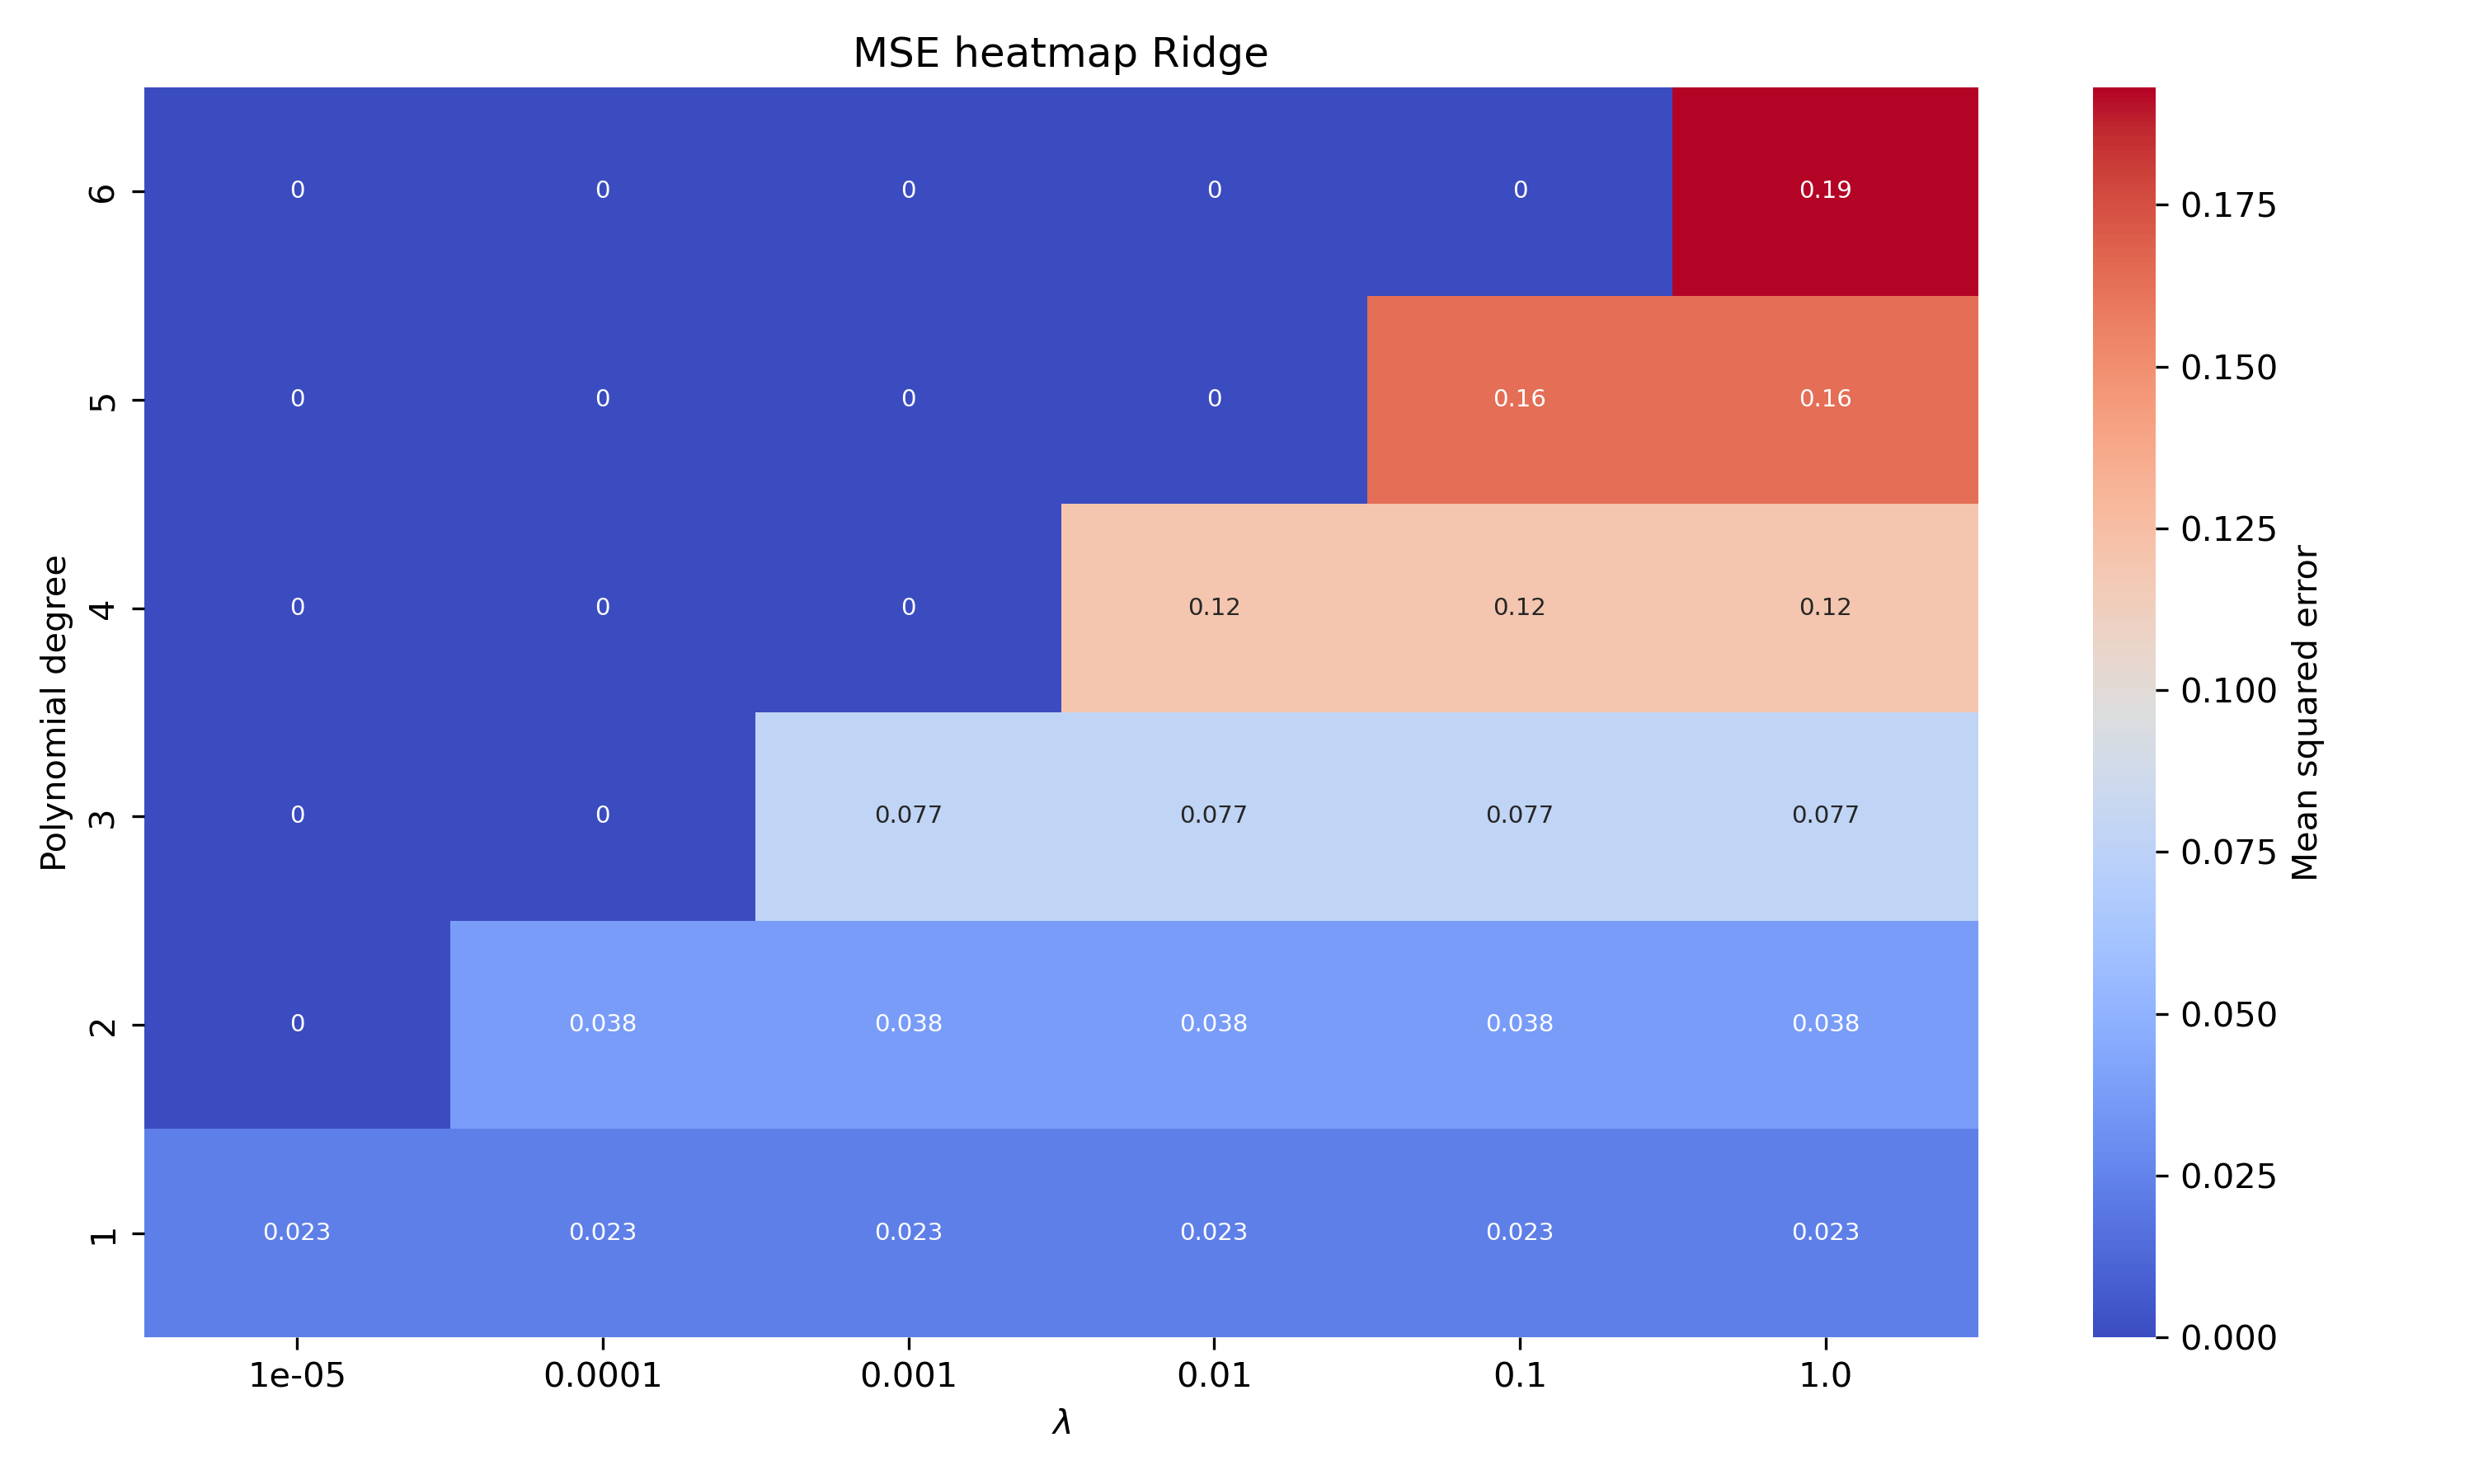 MSE heatmap Ridge
Polynomial degree
6 0 0 0 0 0 0.19
5 0 0 0 0 0.16 0.16
4 0 0 0 0.12 0.12 0.12
3 0 0 0.077 0.077 0.077 0.077
2 0 0.038 0.038 0.038 0.038 0.038
1 0.023 0.023 0.023 0.023 0.023 0.023
1e-05 0.0001 0.001 0.01 0.1 1.0
λ
0.175
0.150
0.125
0.100
0.075
0.050
0.025
0.000
Mean squared error